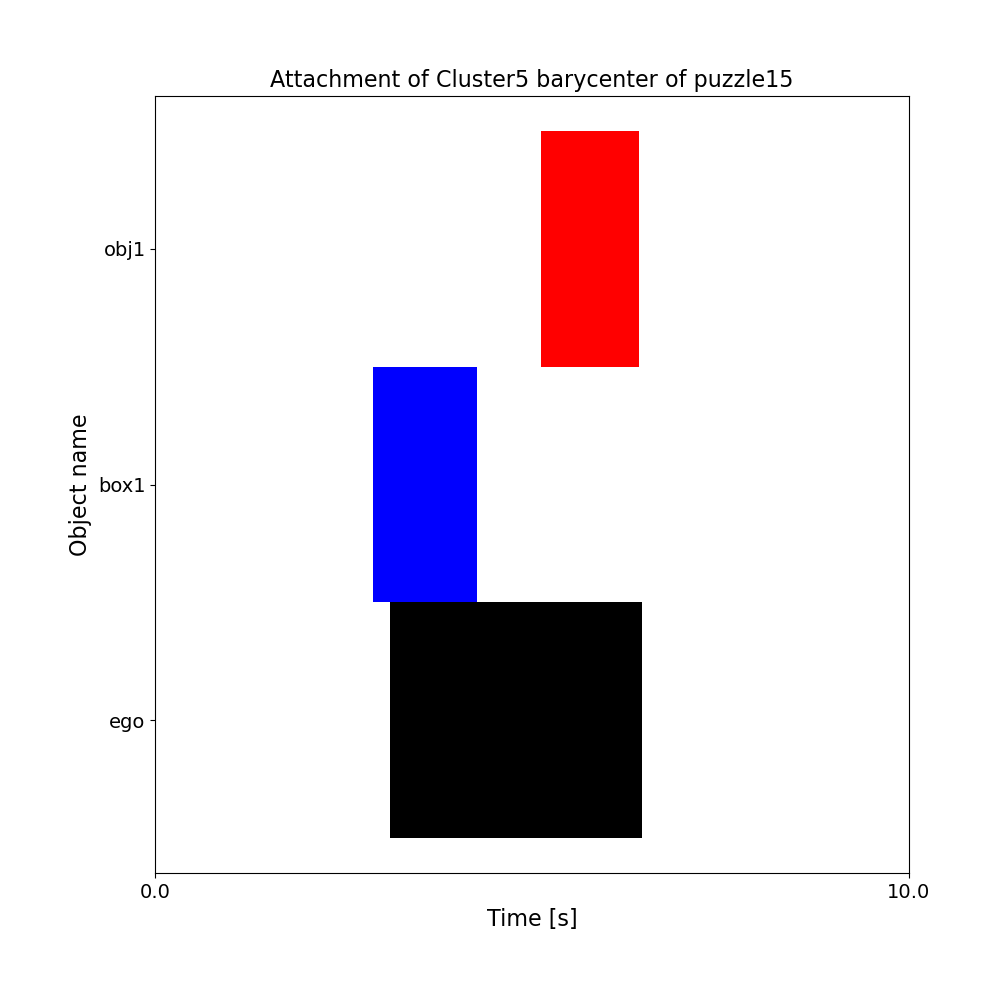 Attachment of Cluster5 barycenter of puzzle15
obj1
box1
ego
Object name
0.0
10.0
Time [s]